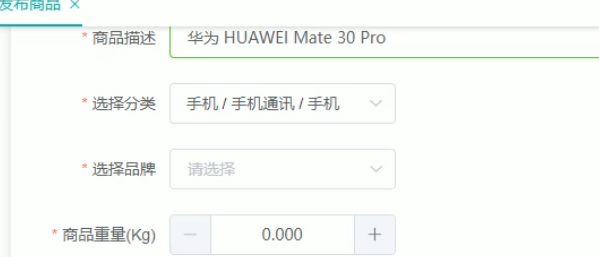 发布商品 ×
* 商品描述 华为 HUAWEI Mate 30 Pro
* 选择分类 手机 / 手机通讯 / 手机
* 选择品牌 请选择
* 商品重量(Kg) — 0.000 +